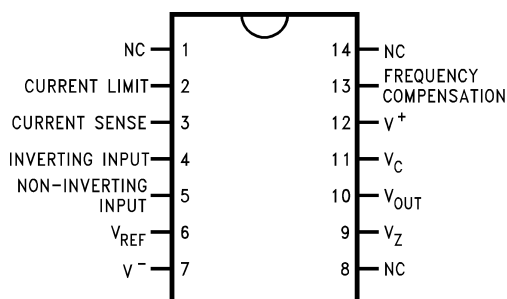 NC 1 14 NC
CURRENT LIMIT 2 13 FREQUENCY
COMPENSATION
CURRENT SENSE 3 12 V+
INVERTING INPUT 4 11 VC
NON-INVERTING
INPUT 5 10 VOUT
VREF 6 9 VZ
V- 7 8 NC